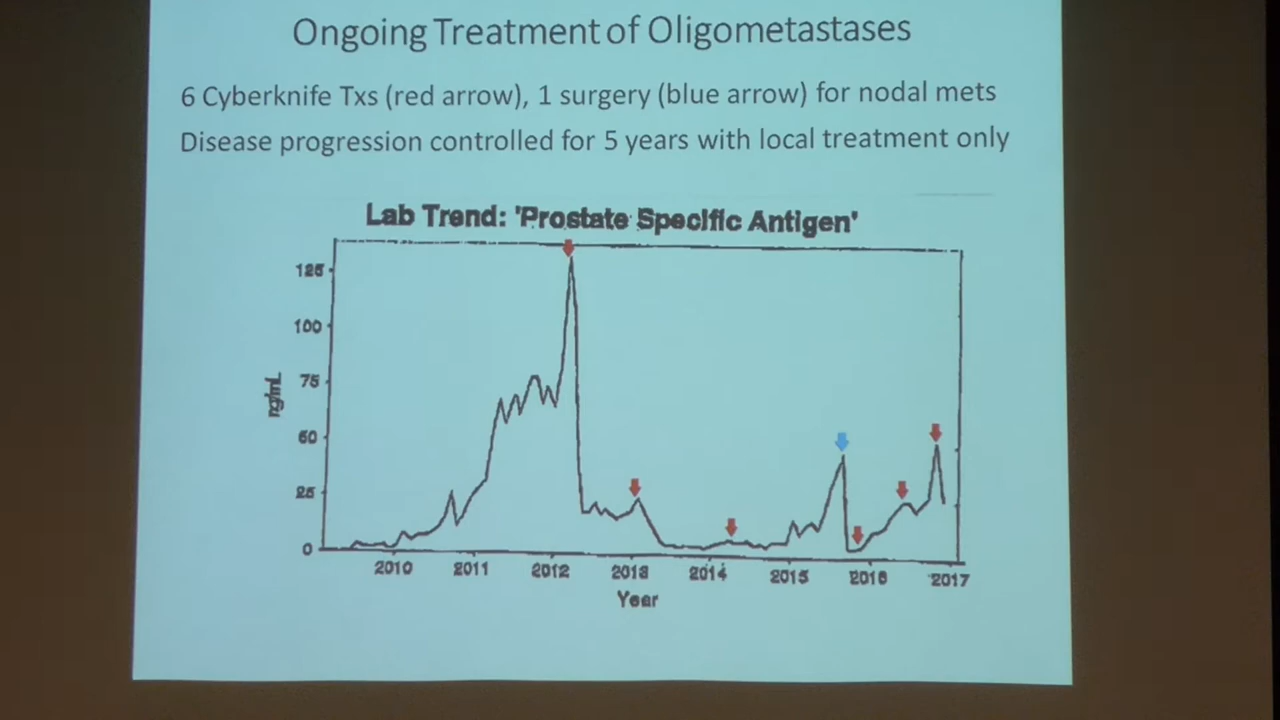 Ongoing Treatment of Oligometastases
6 Cyberknife Txs (red arrow), 1 surgery (blue arrow) for nodal mets
Disease progression controlled for 5 years with local treatment only
Lab Trend: 'Prostate Specific Antigen'
125
100
75
50
25
0
ng/mL
2010 2011 2012 2013 2014 2015 2016 2017
Year